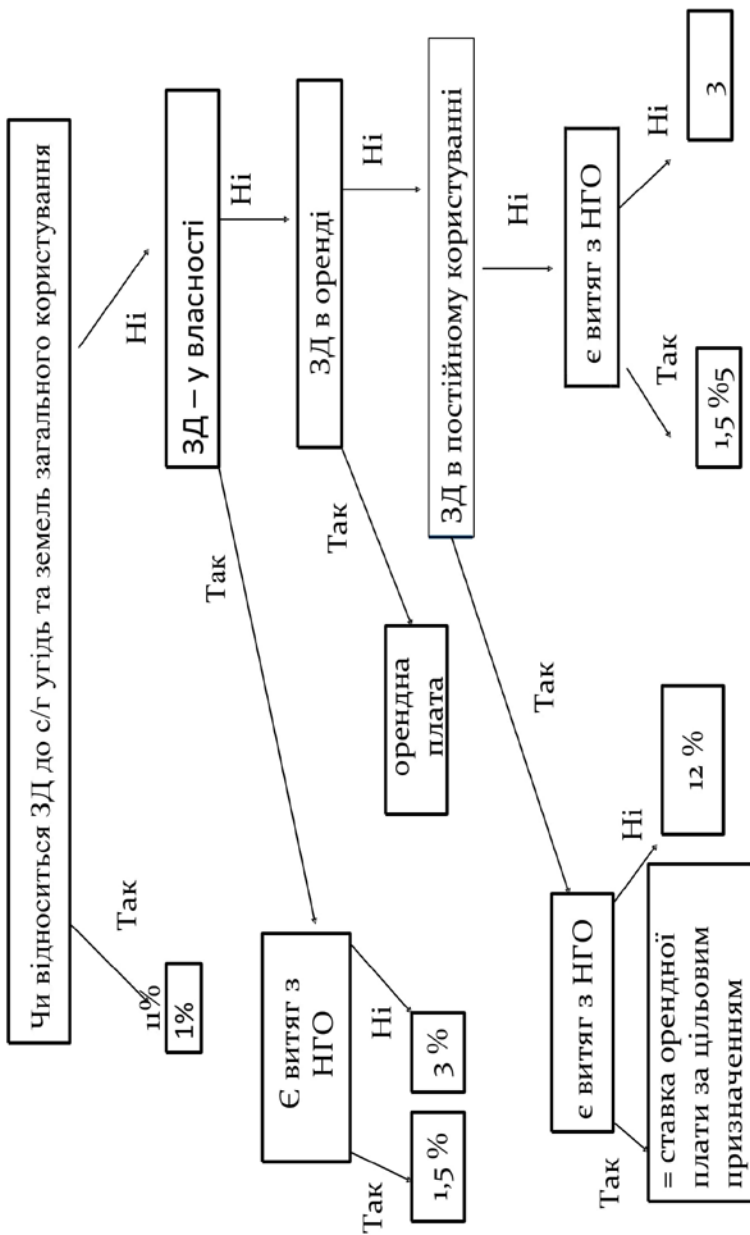 Чи відноситься ЗД до с/г угідь та земель загального користування
Так
Ні
11%
1%
ЗД – у власності
Так
Ні
Є витяг з
НГО
ЗД в оренді
Так
Ні
Так
Ні
1,5 %
3 %
орендна
плата
ЗД в постійному користуванні
Так
Ні
є витяг з НГО
є витяг з НГО
Так
Ні
Так
Ні
= ставка орендної
плати за цільовим
призначенням
12 %
1,5 %5
3